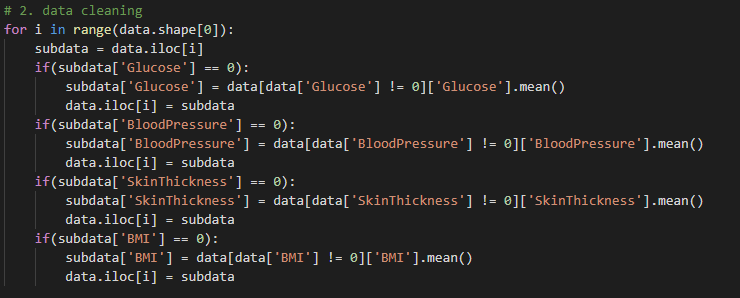 # 2. data cleaning
for i in range(data.shape[0]):
    subdata = data.iloc[i]
    if(subdata['Glucose'] == 0):
        subdata['Glucose'] = data[data['Glucose'] != 0]['Glucose'].mean()
        data.iloc[i] = subdata
    if(subdata['BloodPressure'] == 0):
        subdata['BloodPressure'] = data[data['BloodPressure'] != 0]['BloodPressure'].mean()
        data.iloc[i] = subdata
    if(subdata['SkinThickness'] == 0):
        subdata['SkinThickness'] = data[data['SkinThickness'] != 0]['SkinThickness'].mean()
        data.iloc[i] = subdata
    if(subdata['BMI'] == 0):
        subdata['BMI'] = data[data['BMI'] != 0]['BMI'].mean()
        data.iloc[i] = subdata